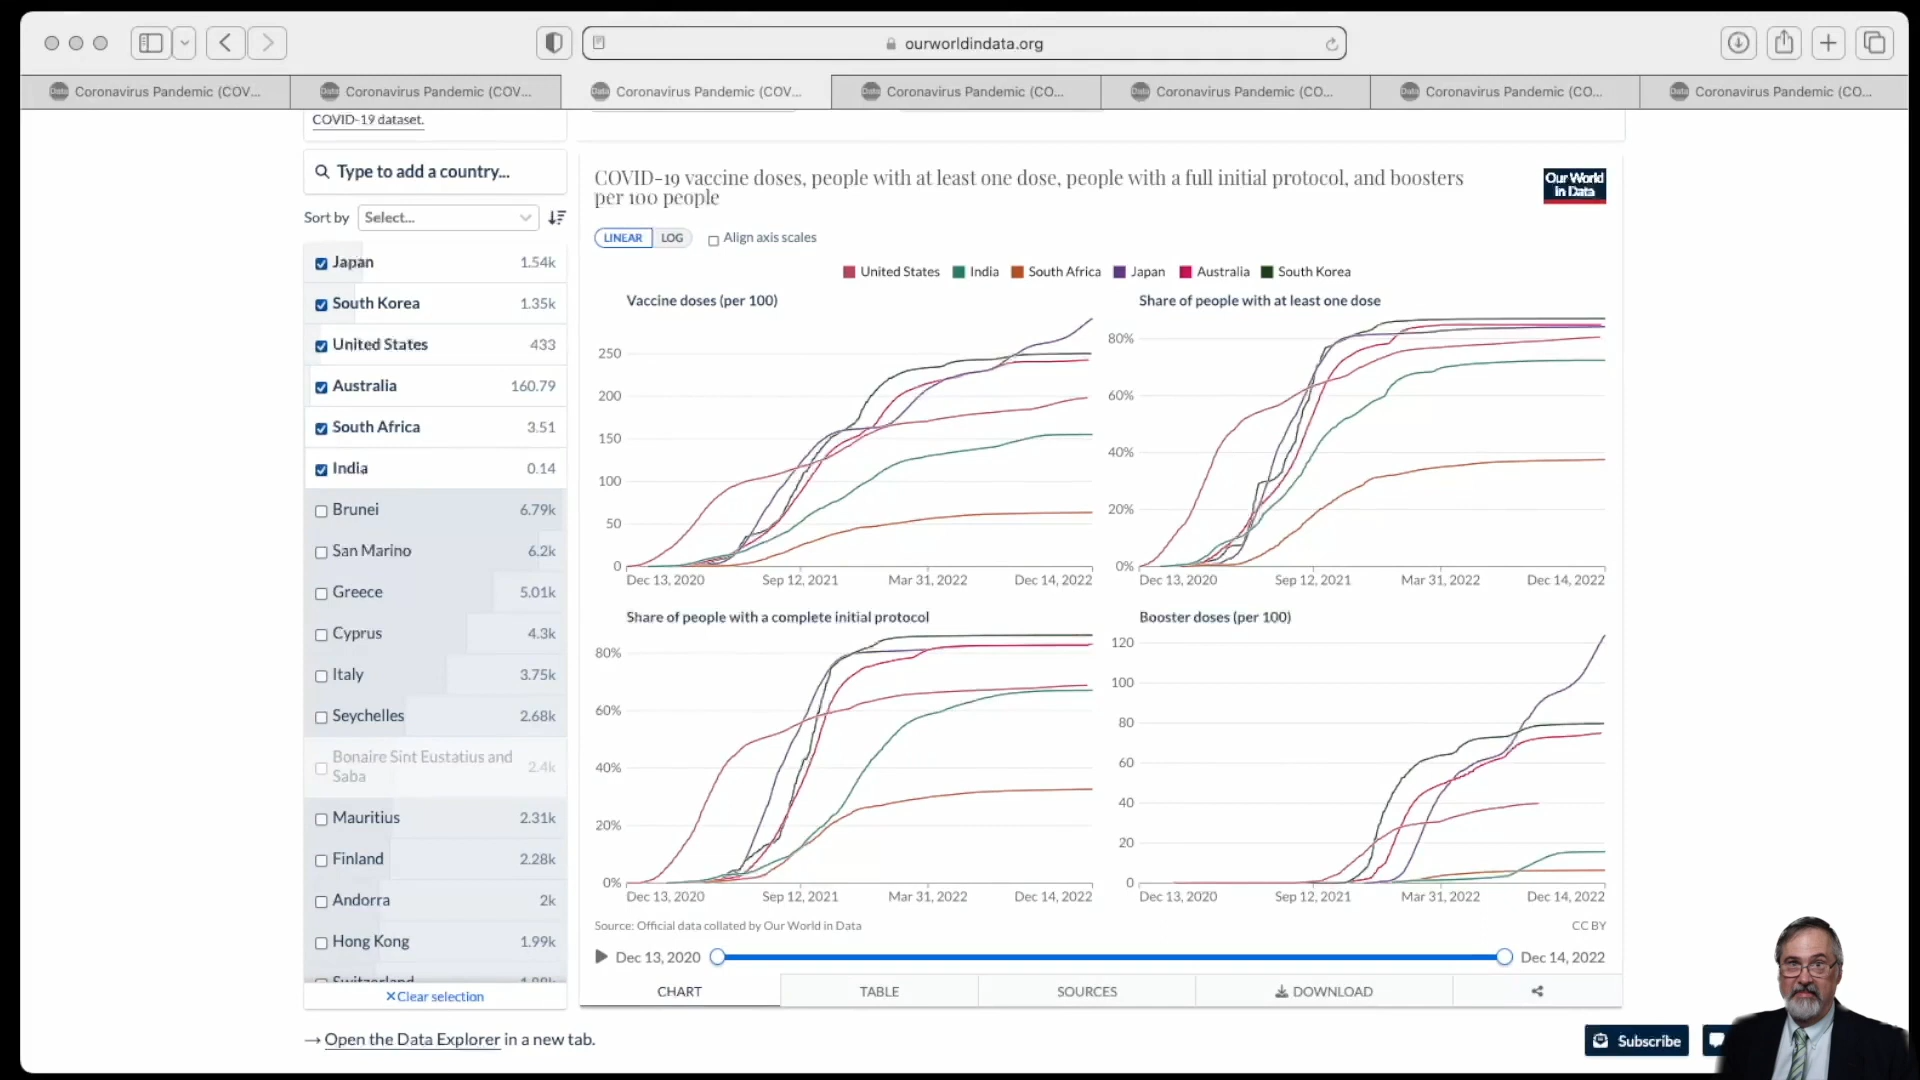 ourworldindata.org
Coronavirus Pandemic (COV...
Coronavirus Pandemic (COV...
Coronavirus Pandemic (COV...
Coronavirus Pandemic (CO...
Coronavirus Pandemic (CO...
Coronavirus Pandemic (CO...
Coronavirus Pandemic (CO...
COVID-19 dataset.
Type to add a country...
Sort by Select...
Japan 1.54k
South Korea 1.35k
United States 433
Australia 160.79
South Africa 3.51
India 0.14
Brunei 6.79k
San Marino 6.2k
Greece 5.01k
Cyprus 4.3k
Italy 3.75k
Seychelles 2.68k
Bonaire Sint Eustatius and
Saba 2.4k
Mauritius 2.31k
Finland 2.28k
Andorra 2k
Hong Kong 1.99k
Switzerland
×Clear selection
→ Open the Data Explorer in a new tab.
COVID-19 vaccine doses, people with at least one dose, people with a full initial protocol, and boosters
per 100 people
Our World
in Data
LINEAR LOG Align axis scales
United States India South Africa Japan Australia South Korea
Vaccine doses (per 100)
250
200
150
100
50
0
Dec 13, 2020 Sep 12, 2021 Mar 31, 2022 Dec 14, 2022
Share of people with at least one dose
80%
60%
40%
20%
0%
Dec 13, 2020 Sep 12, 2021 Mar 31, 2022 Dec 14, 2022
Share of people with a complete initial protocol
80%
60%
40%
20%
0%
Dec 13, 2020 Sep 12, 2021 Mar 31, 2022 Dec 14, 2022
Booster doses (per 100)
120
100
80
60
40
20
0
Dec 13, 2020 Sep 12, 2021 Mar 31, 2022 Dec 14, 2022
Source: Official data collated by Our World in Data CC BY
Dec 13, 2020 Dec 14, 2022
CHART TABLE SOURCES DOWNLOAD
Subscribe